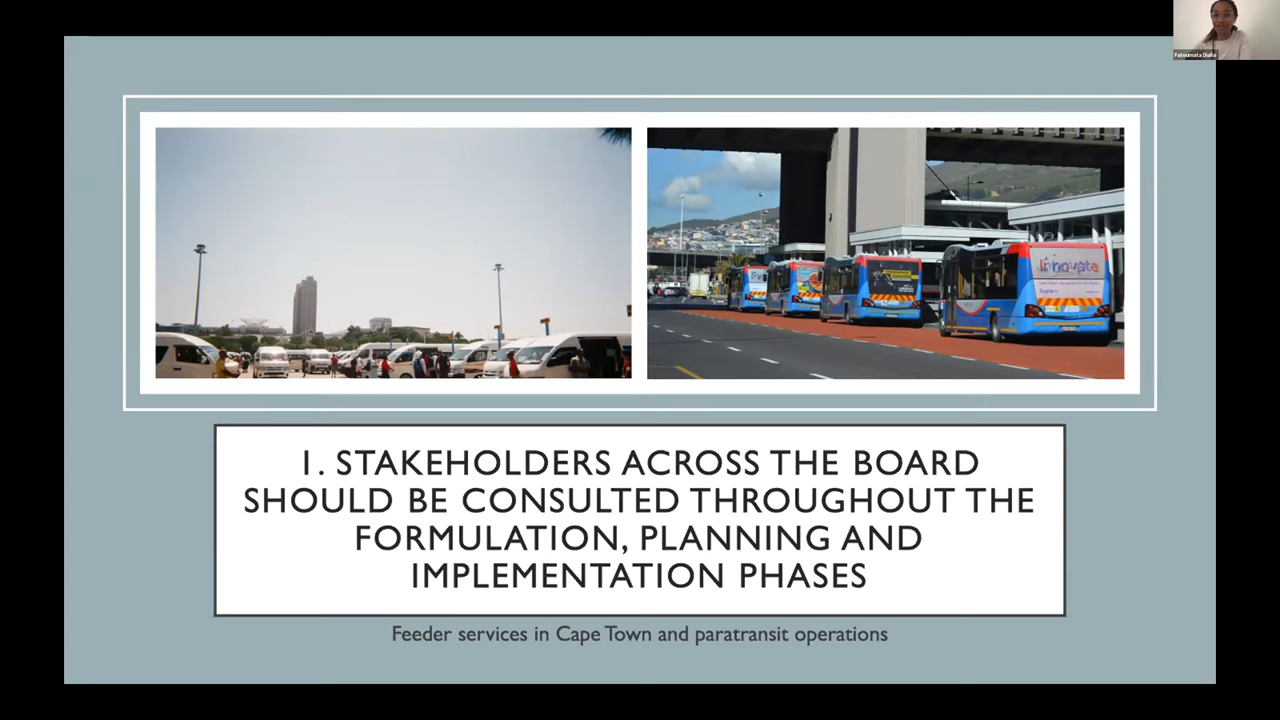 Fatoumata Diallo
Innovate
1. STAKEHOLDERS ACROSS THE BOARD
SHOULD BE CONSULTED THROUGHOUT THE
FORMULATION, PLANNING AND
IMPLEMENTATION PHASES
Feeder services in Cape Town and paratransit operations